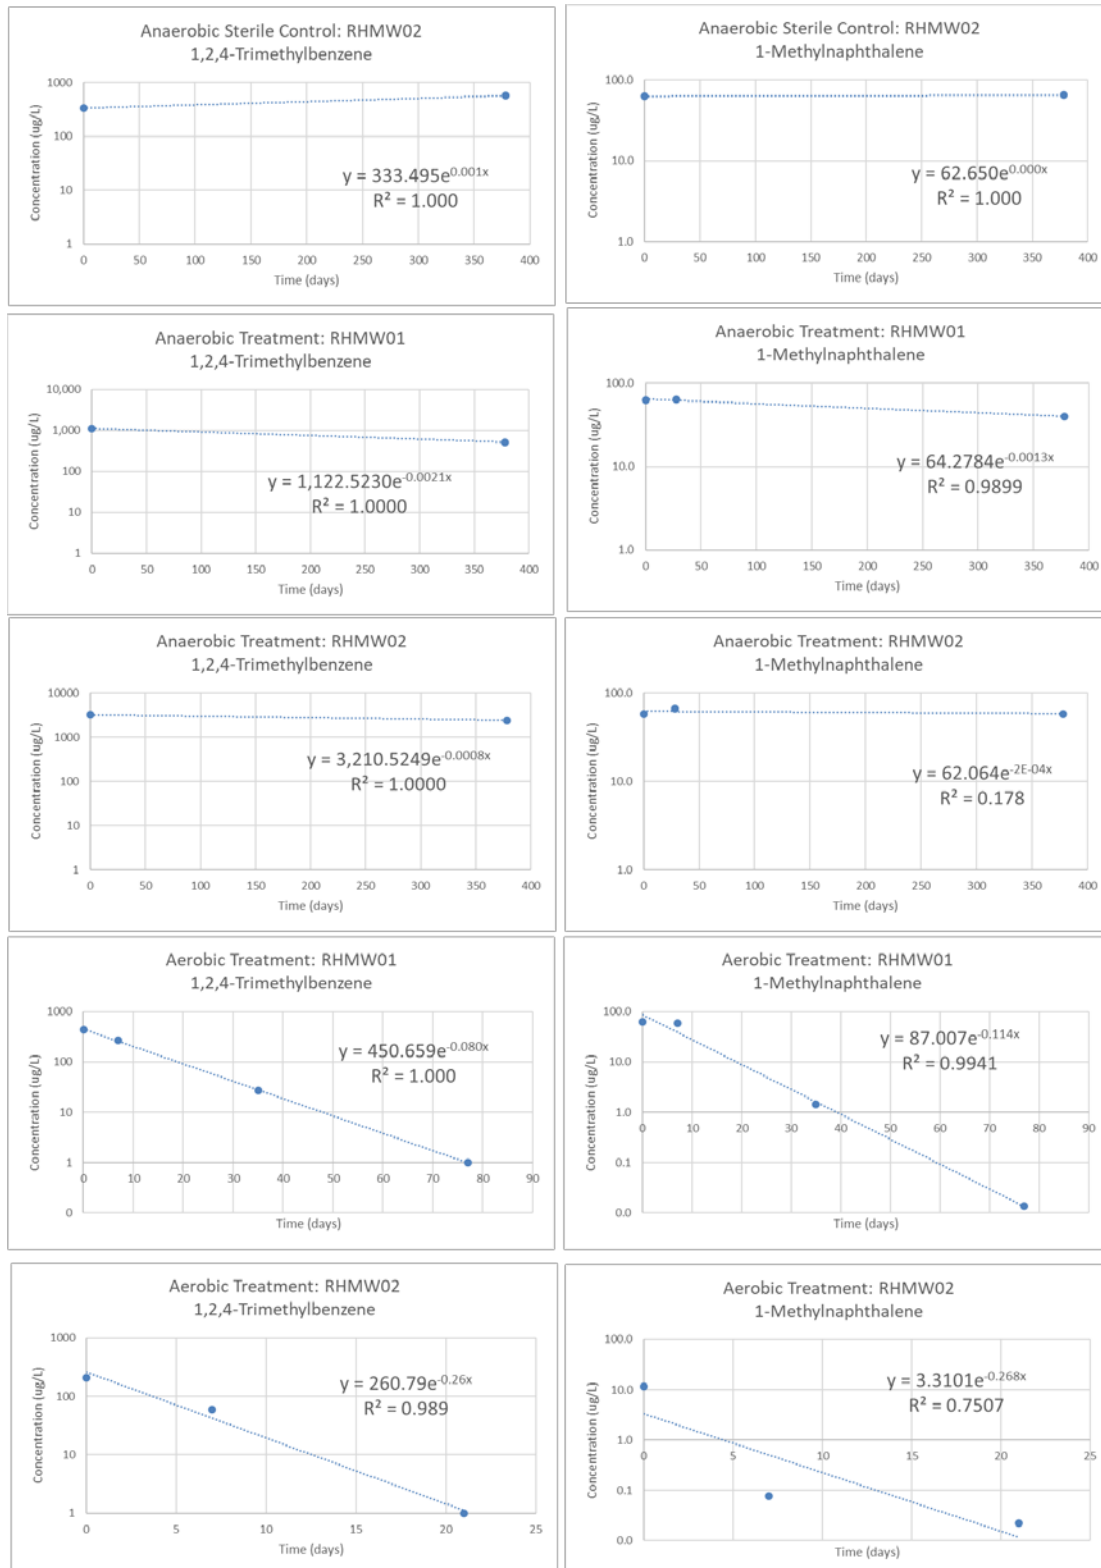 Anaerobic Sterile Control: RHMW02
1,2,4-Trimethylbenzene
Concentration (ug/L)
1000
100
10
1
y = 333.495e^0.001x
R² = 1.000
0 50 100 150 200 250 300 350 400
Time (days)
Anaerobic Sterile Control: RHMW02
1-Methylnaphthalene
Concentration (ug/L)
100.0
10.0
1.0
y = 62.650e^0.000x
R² = 1.000
0 50 100 150 200 250 300 350 400
Time (days)
Anaerobic Treatment: RHMW01
1,2,4-Trimethylbenzene
Concentration (ug/L)
10,000
1,000
100
10
1
y = 1,122.5230e^-0.0021x
R² = 1.0000
0 50 100 150 200 250 300 350 400
Time (days)
Anaerobic Treatment: RHMW01
1-Methylnaphthalene
Concentration (ug/L)
100.0
10.0
1.0
y = 64.2784e^-0.0013x
R² = 0.9899
0 50 100 150 200 250 300 350 400
Time (days)
Anaerobic Treatment: RHMW02
1,2,4-Trimethylbenzene
Concentration (ug/L)
10000
1000
100
10
1
y = 3,210.5249e^-0.0008x
R² = 1.0000
0 50 100 150 200 250 300 350 400
Time (days)
Anaerobic Treatment: RHMW02
1-Methylnaphthalene
Concentration (ug/L)
100.0
10.0
1.0
y = 62.064e^-2E-04x
R² = 0.178
0 50 100 150 200 250 300 350 400
Time (days)
Aerobic Treatment: RHMW01
1,2,4-Trimethylbenzene
Concentration (ug/L)
1000
100
10
1
0
y = 450.659e^-0.080x
R² = 1.000
0 10 20 30 40 50 60 70 80 90
Time (days)
Aerobic Treatment: RHMW01
1-Methylnaphthalene
Concentration (ug/L)
100.0
10.0
1.0
0.1
0.0
y = 87.007e^-0.114x
R² = 0.9941
0 10 20 30 40 50 60 70 80 90
Time (days)
Aerobic Treatment: RHMW02
1,2,4-Trimethylbenzene
Concentration (ug/L)
1000
100
10
1
y = 260.79e^-0.26x
R² = 0.989
0 5 10 15 20 25
Time (days)
Aerobic Treatment: RHMW02
1-Methylnaphthalene
Concentration (ug/L)
100.0
10.0
1.0
0.1
0.0
y = 3.3101e^-0.268x
R² = 0.7507
0 5 10 15 20 25
Time (days)